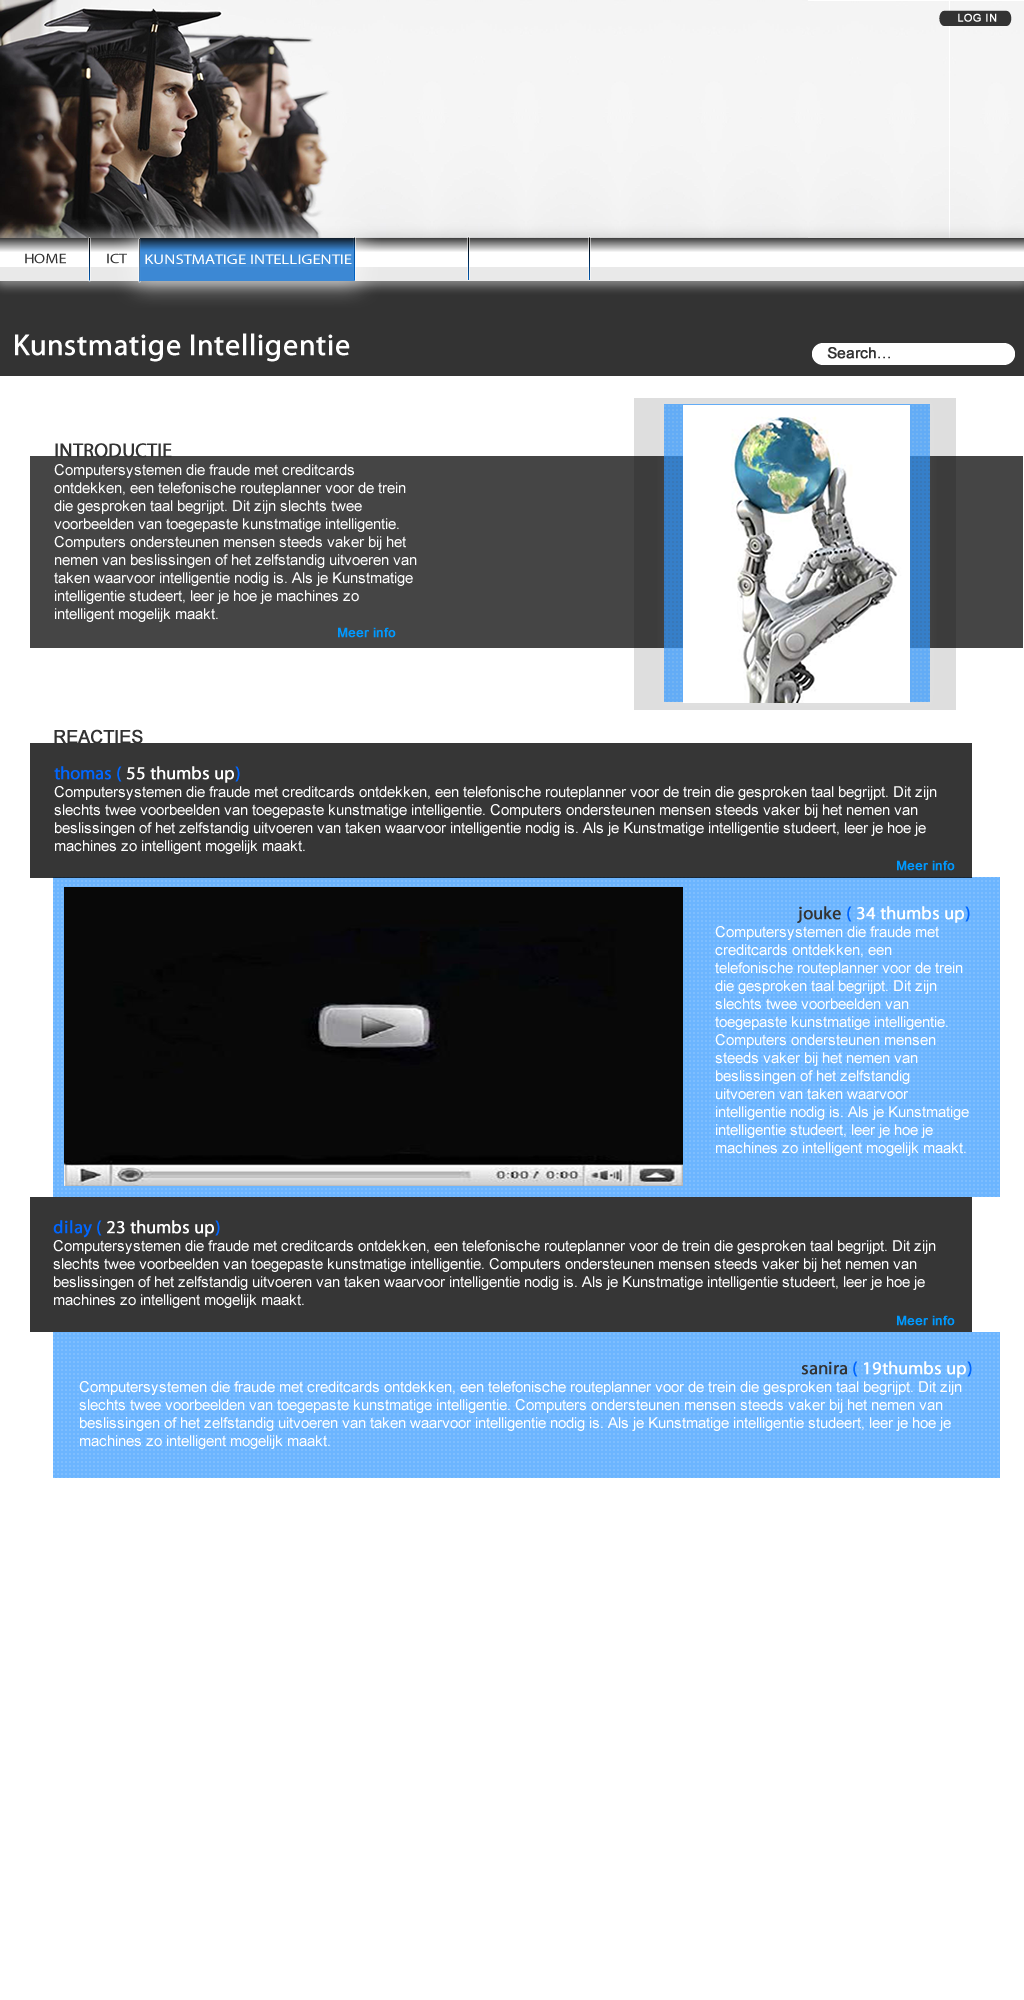 LOG IN
HOME
ICT
KUNSTMATIGE INTELLIGENTIE
Kunstmatige Intelligentie
Search...
INTRODUCTIE
Computersystemen die fraude met creditcards
ontdekken, een telefonische routeplanner voor de trein
die gesproken taal begrijpt. Dit zijn slechts twee
voorbeelden van toegepaste kunstmatige intelligentie.
Computers ondersteunen mensen steeds vaker bij het
nemen van beslissingen of het zelfstandig uitvoeren van
taken waarvoor intelligentie nodig is. Als je Kunstmatige
intelligentie studeert, leer je hoe je machines zo
intelligent mogelijk maakt.
Meer info
REACTIES
thomas ( 55 thumbs up)
Computersystemen die fraude met creditcards ontdekken, een telefonische routeplanner voor de trein die gesproken taal begrijpt. Dit zijn
slechts twee voorbeelden van toegepaste kunstmatige intelligentie. Computers ondersteunen mensen steeds vaker bij het nemen van
beslissingen of het zelfstandig uitvoeren van taken waarvoor intelligentie nodig is. Als je Kunstmatige intelligentie studeert, leer je hoe je
machines zo intelligent mogelijk maakt.
Meer info
jouke ( 34 thumbs up)
Computersystemen die fraude met
creditcards ontdekken, een
telefonische routeplanner voor de trein
die gesproken taal begrijpt. Dit zijn
slechts twee voorbeelden van
toegepaste kunstmatige intelligentie.
Computers ondersteunen mensen
steeds vaker bij het nemen van
beslissingen of het zelfstandig
uitvoeren van taken waarvoor
intelligentie nodig is. Als je Kunstmatige
intelligentie studeert, leer je hoe je
machines zo intelligent mogelijk maakt.
0:00 / 0:00
dilay ( 23 thumbs up)
Computersystemen die fraude met creditcards ontdekken, een telefonische routeplanner voor de trein die gesproken taal begrijpt. Dit zijn
slechts twee voorbeelden van toegepaste kunstmatige intelligentie. Computers ondersteunen mensen steeds vaker bij het nemen van
beslissingen of het zelfstandig uitvoeren van taken waarvoor intelligentie nodig is. Als je Kunstmatige intelligentie studeert, leer je hoe je
machines zo intelligent mogelijk maakt.
Meer info
sanira ( 19thumbs up)
Computersystemen die fraude met creditcards ontdekken, een telefonische routeplanner voor de trein die gesproken taal begrijpt. Dit zijn
slechts twee voorbeelden van toegepaste kunstmatige intelligentie. Computers ondersteunen mensen steeds vaker bij het nemen van
beslissingen of het zelfstandig uitvoeren van taken waarvoor intelligentie nodig is. Als je Kunstmatige intelligentie studeert, leer je hoe je
machines zo intelligent mogelijk maakt.